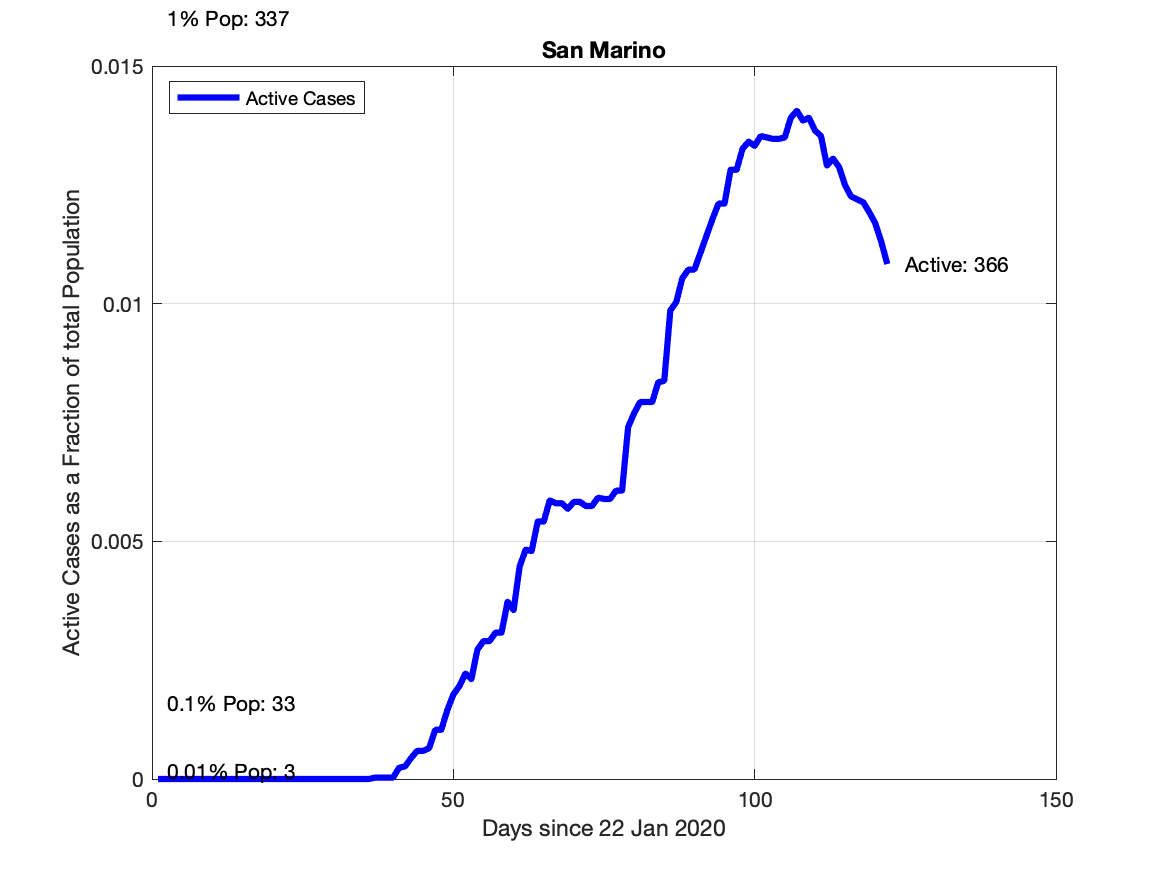 1% Pop: 337
San Marino
0.015
Active Cases
Active: 366
0.01
0.005
0.1% Pop: 33
0.01% Pop: 3
0
0
50
100
150
Days since 22 Jan 2020
Active Cases as a Fraction of total Population